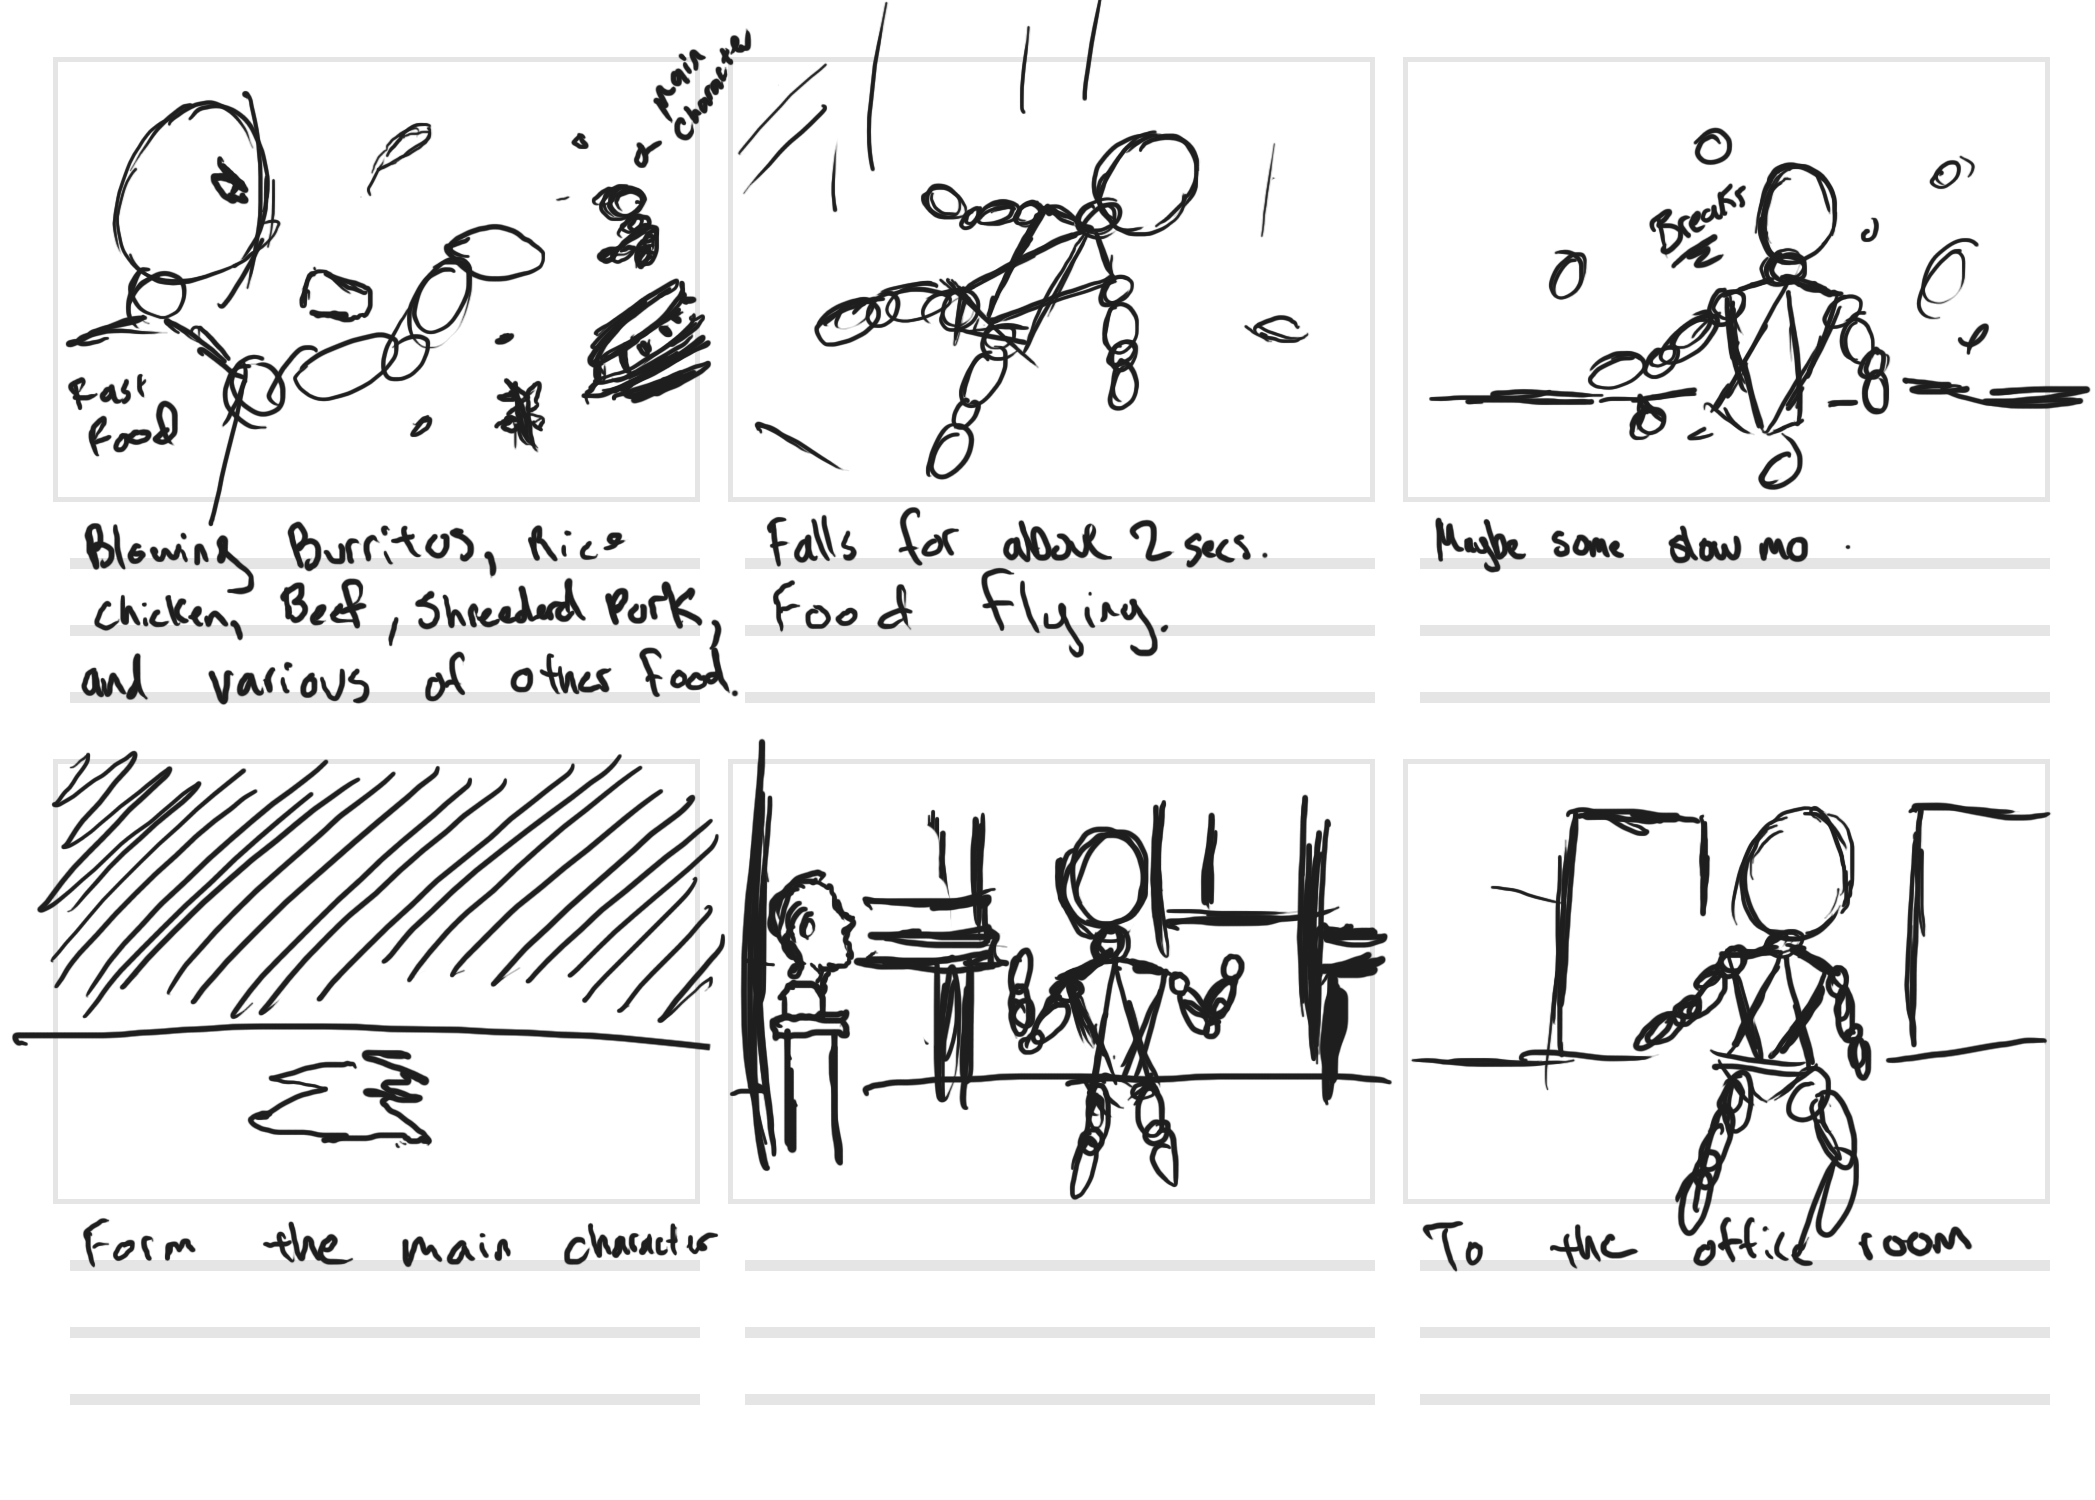 Main
Character
Fast
Food
Breaks
Blowing Burritos, Rice
Chicken, Beef, Shreeded Pork,
and various of other food.
Falls for about 2 secs.
Food Flying.
Maybe some slow mo.
Form the main character
To the office room